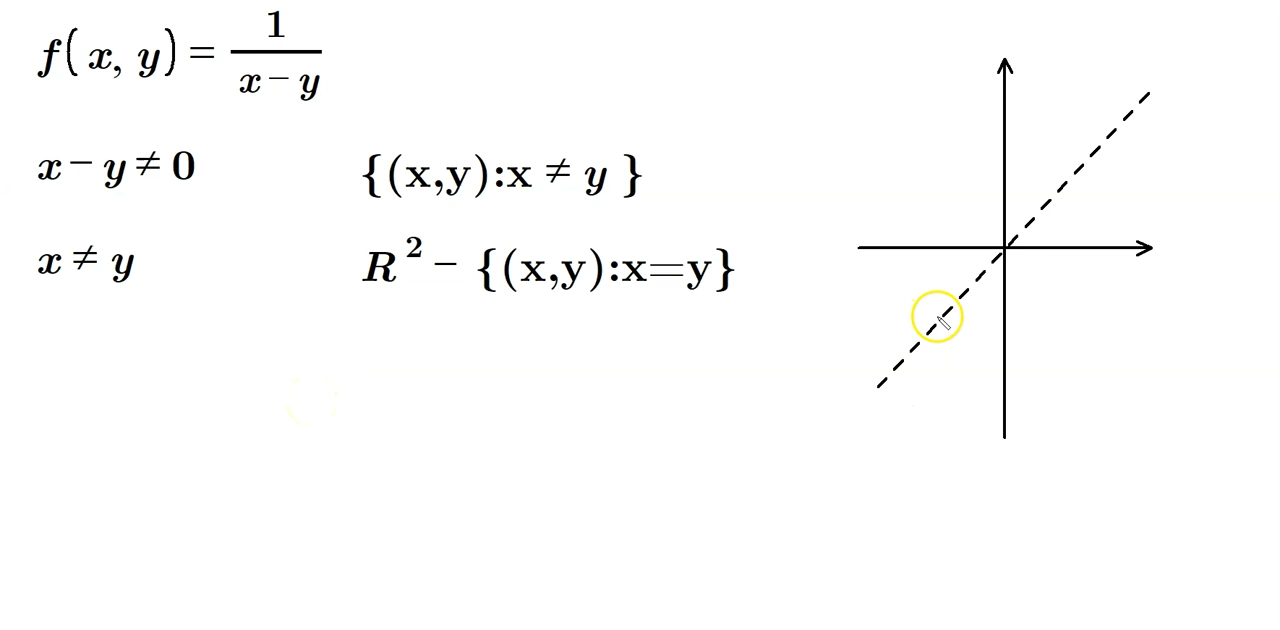 f(x, y) = 1/(x − y)
x − y ≠ 0
{(x,y):x ≠ y }
x ≠ y
R² − {(x,y):x=y}